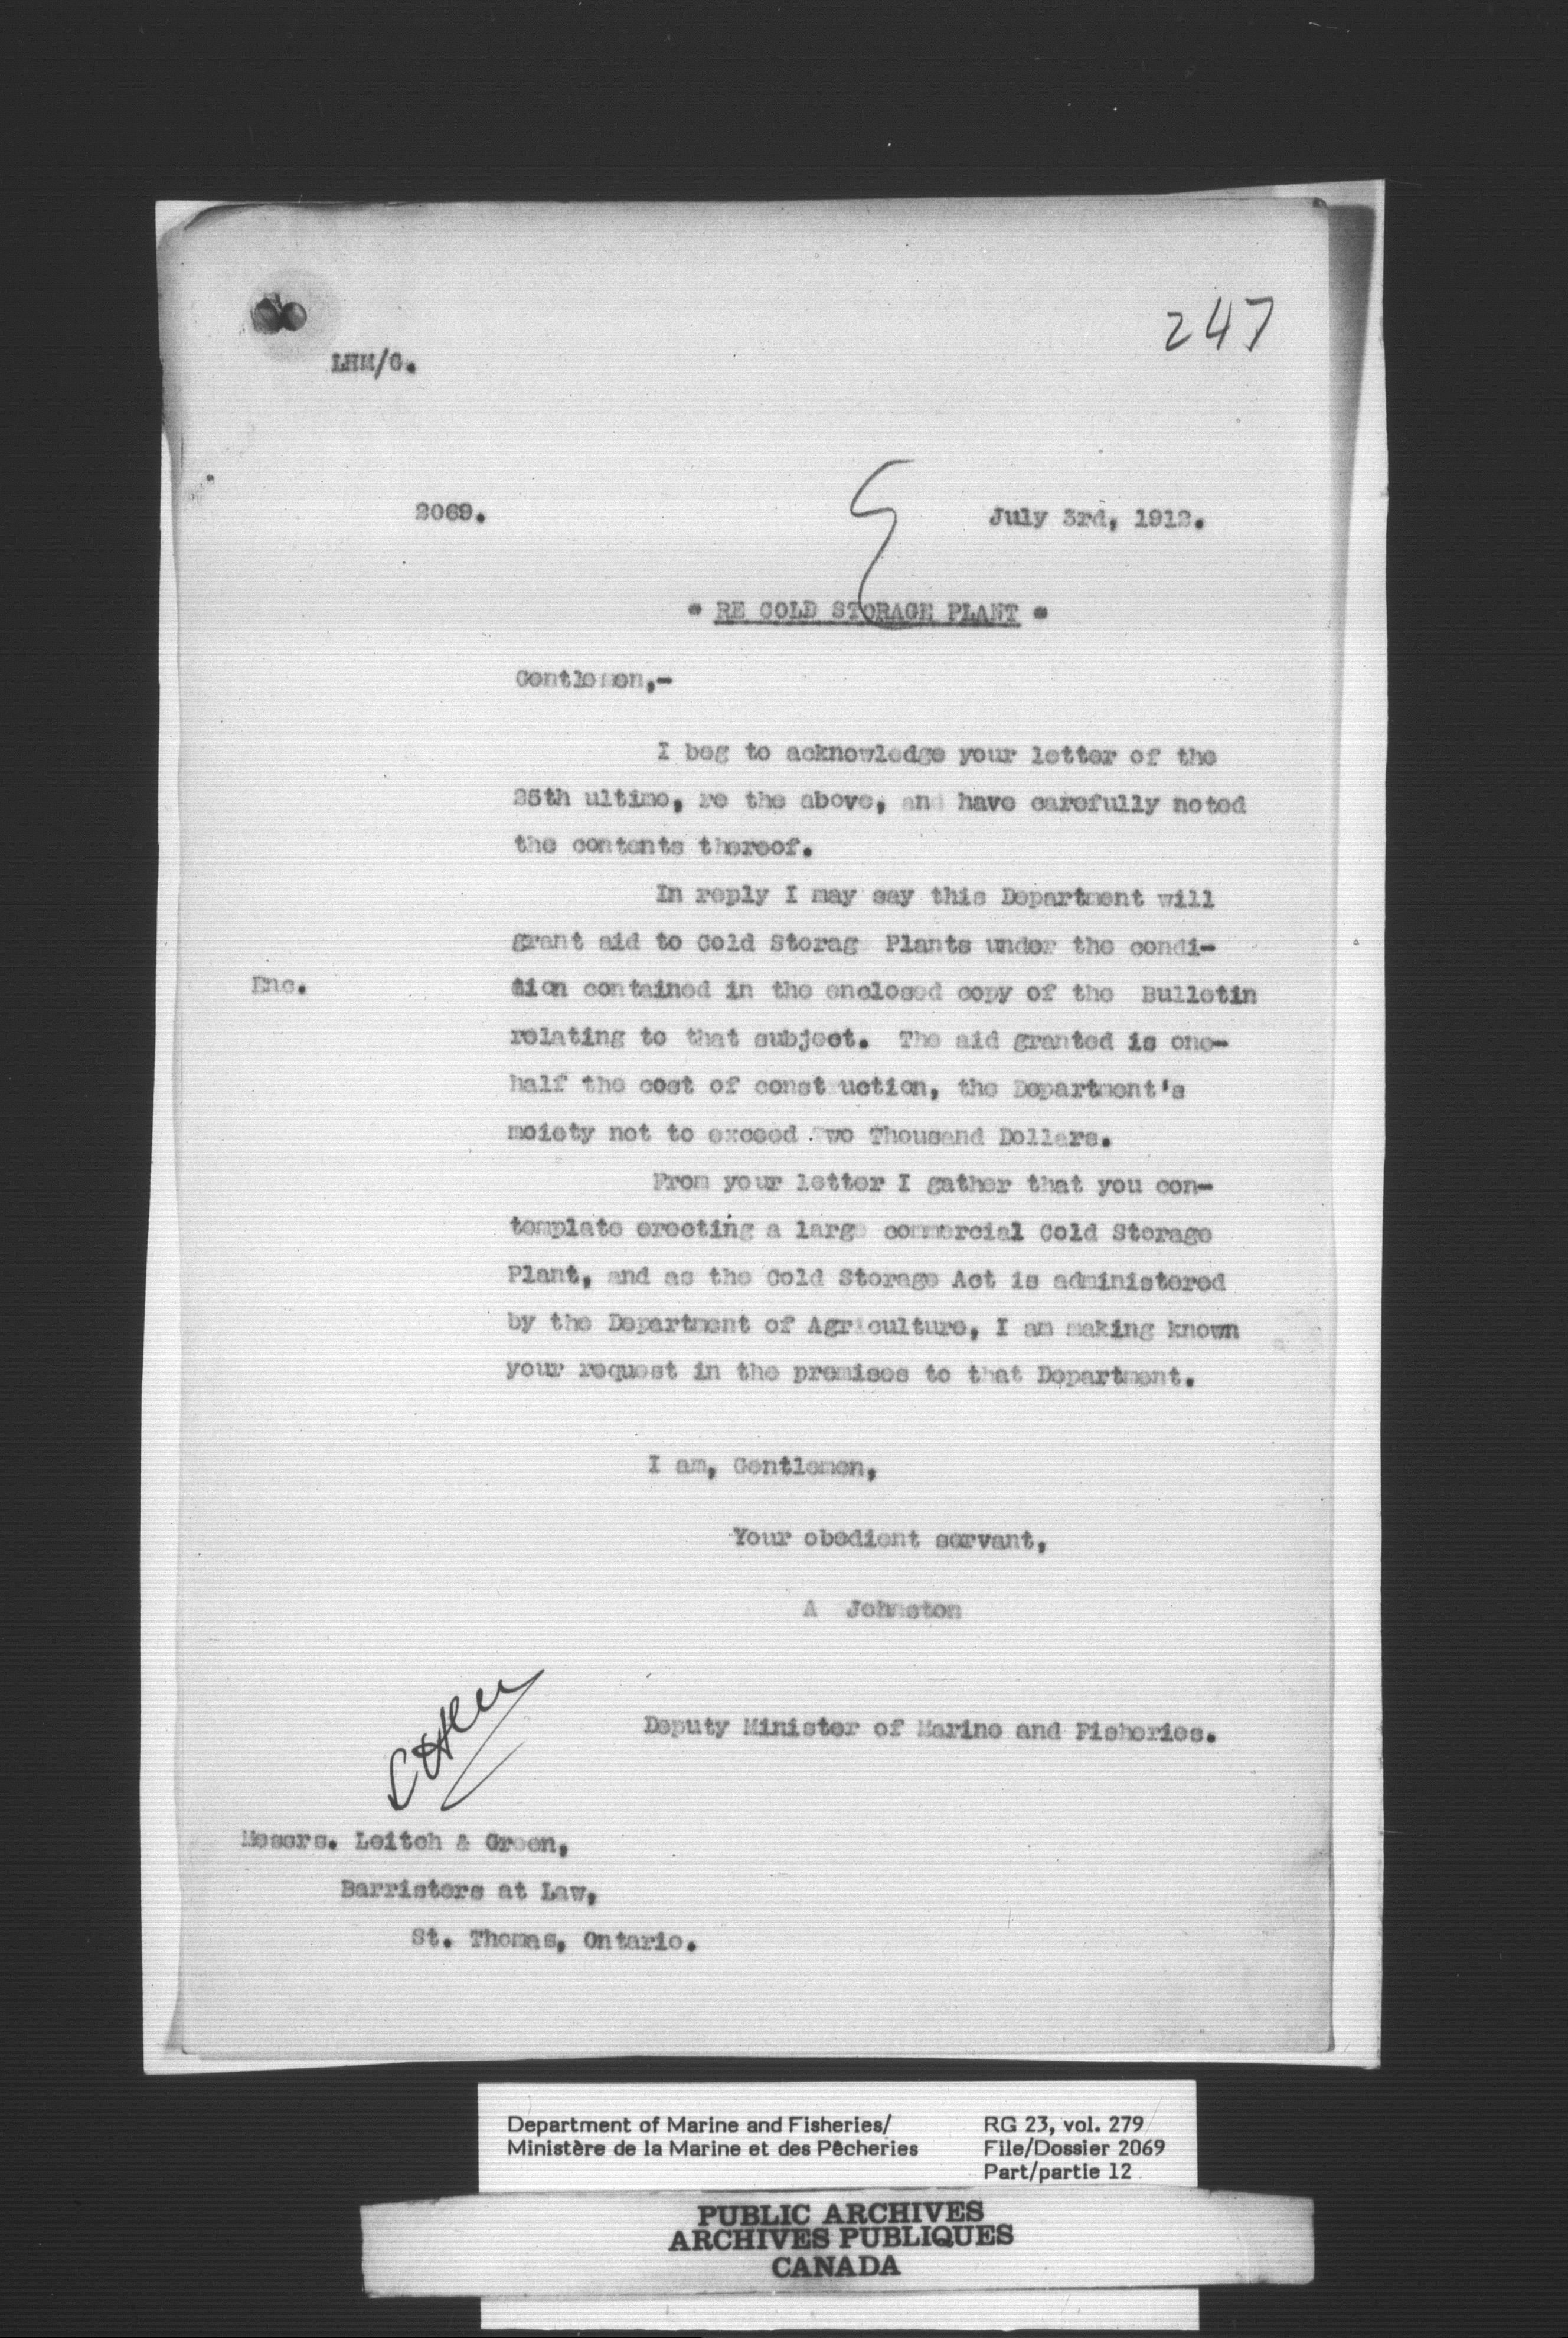 247
LHM/G.
2069.
July 3rd, 1912.
" RE COLD STORAGE PLANT "
Gentlemen,-
I beg to acknowledge your letter of the
25th ultimo, re the above, and have carefully noted
the contents thereof.
In reply I may say this Department will
grant aid to Cold Storag Plants under the condi-
Enc.
tion contained in the enclosed copy of the Bulletin
relating to that subject. The aid granted is one-
half the cost of construction, the Department's
moiety not to exceed Two Thousand Dollars.
From your letter I gather that you con-
template erecting a large commercial Cold Storage
Plant, and as the Cold Storage Act is administered
by the Department of Agriculture, I am making known
your request in the premises to that Department.
I am, Gentlemen,
Your obedient servant,
A Johnston
Deputy Minister of Marine and Fisheries.
Messrs. Leitch & Green,
Barristers at Law,
St. Thomas, Ontario.
Department of Marine and Fisheries/
Ministère de la Marine et des Pêcheries
RG 23, vol. 279
File/Dossier 2069
Part/partie 12
PUBLIC ARCHIVES
ARCHIVES PUBLIQUES
CANADA